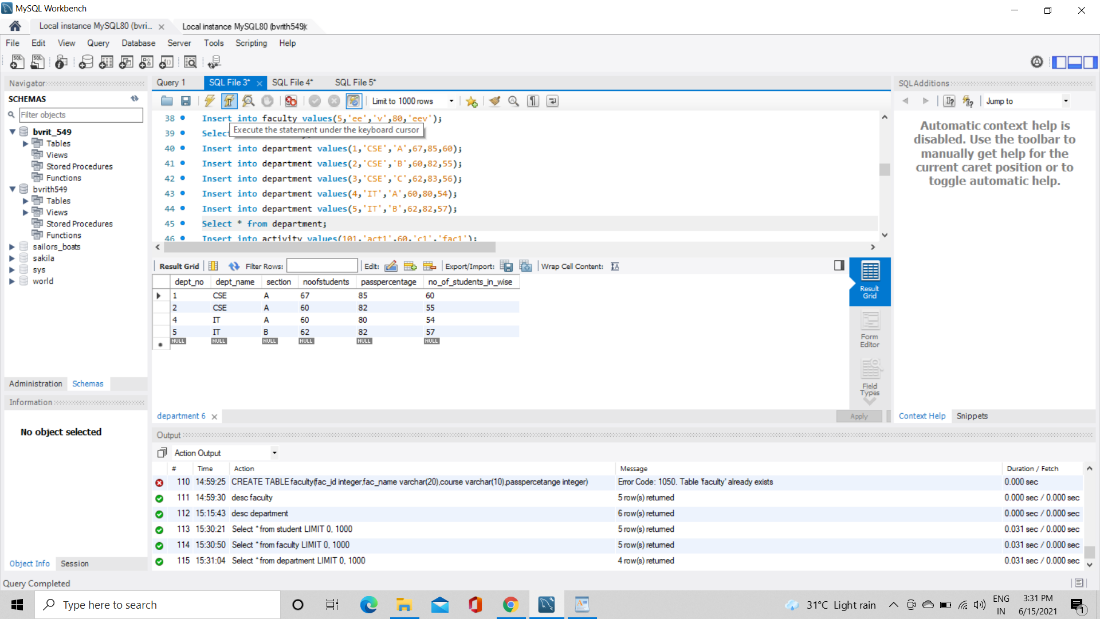 MySQL Workbench
Local instance MySQL80 (bvri... × Local instance MySQL80 (bvrith549)
File Edit View Query Database Server Tools Scripting Help
Navigator
SCHEMAS
Filter objects
bvrit_549
Tables
Views
Stored Procedures
Functions
bvrith549
Tables
Views
Stored Procedures
Functions
sailors_boats
sakila
sys
world
Administration Schemas
Information
No object selected
Object Info Session
Query 1 SQL File 3* × SQL File 4* SQL File 5*
Limit to 1000 rows
38 Insert into faculty values(5,'ee','v',80,'eev');
39 Selec
Execute the statement under the keyboard cursor
40 Insert into department values(1,'CSE','A',67,85,60);
41 Insert into department values(2,'CSE','B',60,82,55);
42 Insert into department values(3,'CSE','C',62,83,56);
43 Insert into department values(4,'IT','A',60,80,54);
44 Insert into department values(5,'IT','B',62,82,57);
45 Select * from department;
46 Insert into activity values(101,'act1',60,'c1','fac1');
Result Grid Filter Rows: Edit: Export/Import: Wrap Cell Content:
dept_no dept_name section noofstudents passpercentage no_of_students_in_wise
1 CSE A 67 85 60
2 CSE A 60 82 55
4 IT A 60 80 54
5 IT B 62 82 57
NULL NULL NULL NULL NULL NULL
Result Grid
Form Editor
Field Types
department 6 × Apply
SQLAdditions
Jump to
Automatic context help is
disabled. Use the toolbar to
manually get help for the
current caret position or to
toggle automatic help.
Context Help Snippets
Output
Action Output
# Time Action Message Duration / Fetch
110 14:59:25 CREATE TABLE faculty(fac_id integer,fac_name varchar(20),course varchar(10),passpercetange integer) Error Code: 1050. Table 'faculty' already exists 0.000 sec
111 14:59:30 desc faculty 5 row(s) returned 0.000 sec / 0.000 sec
112 15:15:43 desc department 6 row(s) returned 0.000 sec / 0.000 sec
113 15:30:21 Select * from student LIMIT 0, 1000 5 row(s) returned 0.031 sec / 0.000 sec
114 15:30:50 Select * from faculty LIMIT 0, 1000 5 row(s) returned 0.031 sec / 0.000 sec
115 15:31:04 Select * from department LIMIT 0, 1000 4 row(s) returned 0.031 sec / 0.000 sec
Query Completed
Type here to search
31°C Light rain
ENG
IN
3:31 PM
6/15/2021
1